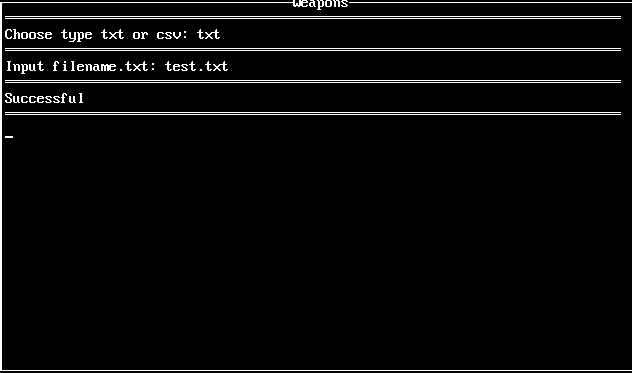 Weapons
Choose type txt or csv: txt
Input filename.txt: test.txt
Successful